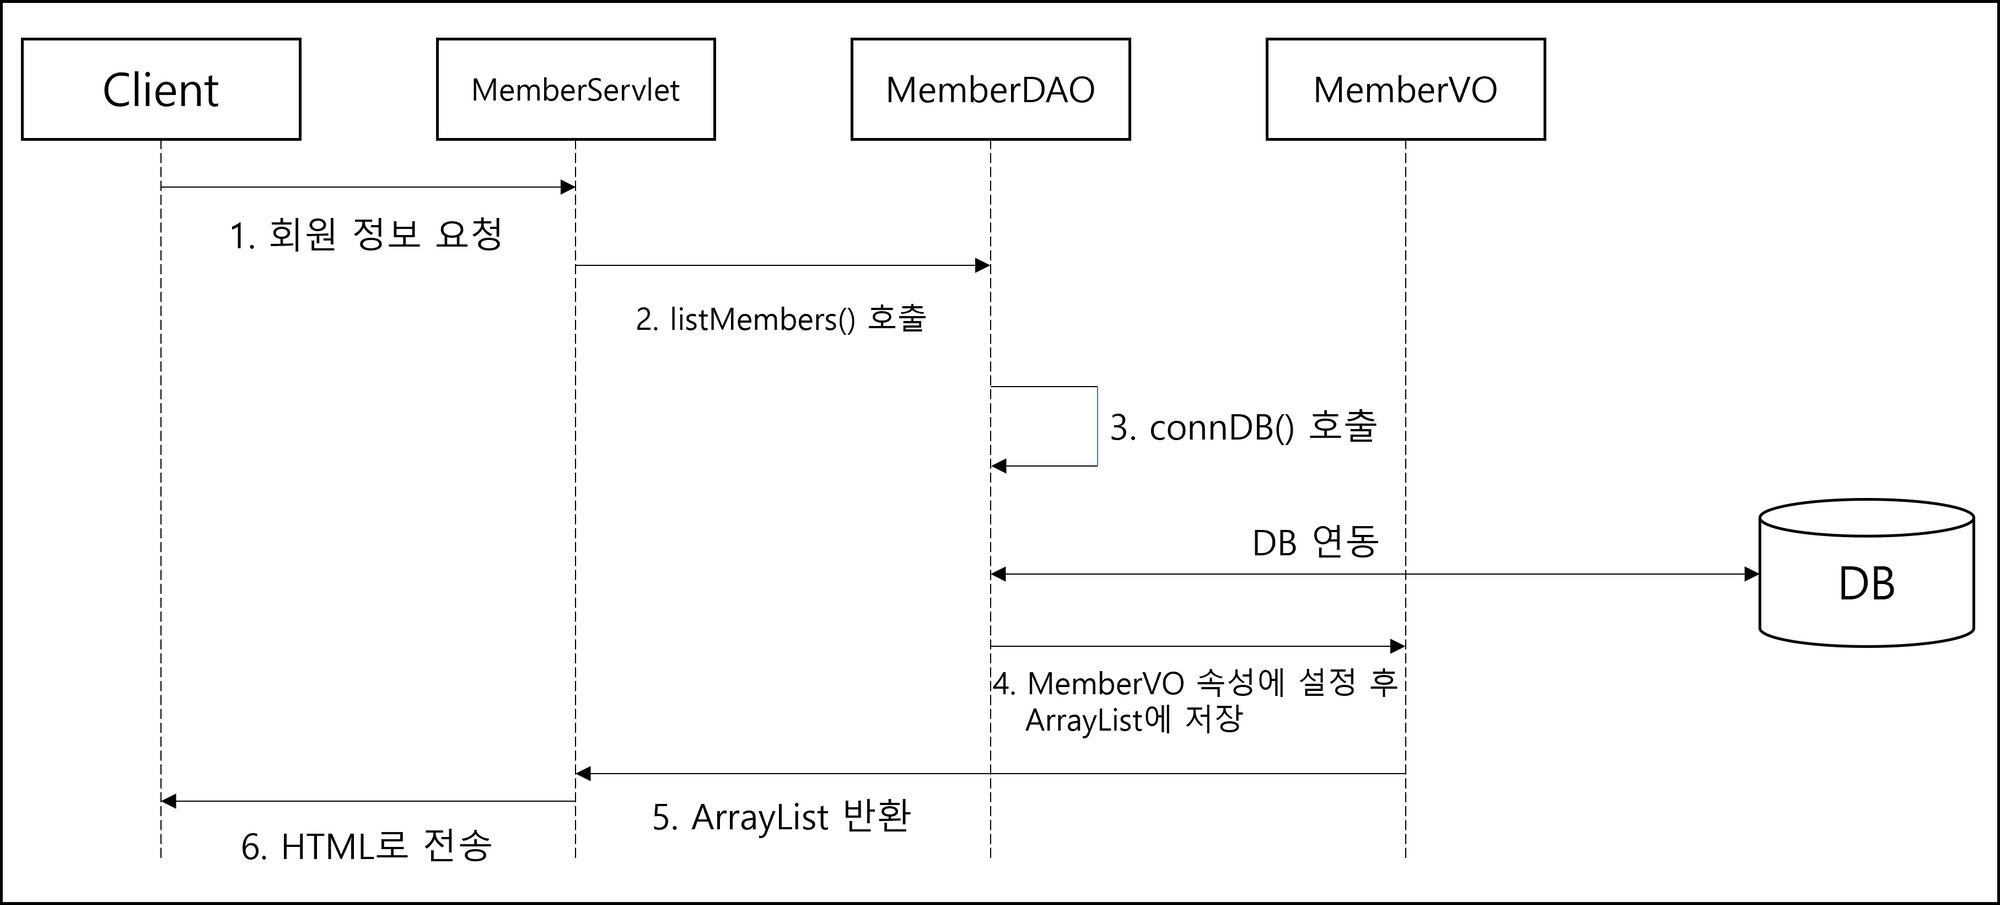 Client
MemberServlet
MemberDAO
MemberVO
1. 회원 정보 요청
2. listMembers() 호출
3. connDB() 호출
DB 연동
DB
4. MemberVO 속성에 설정 후
ArrayList에 저장
5. ArrayList 반환
6. HTML로 전송